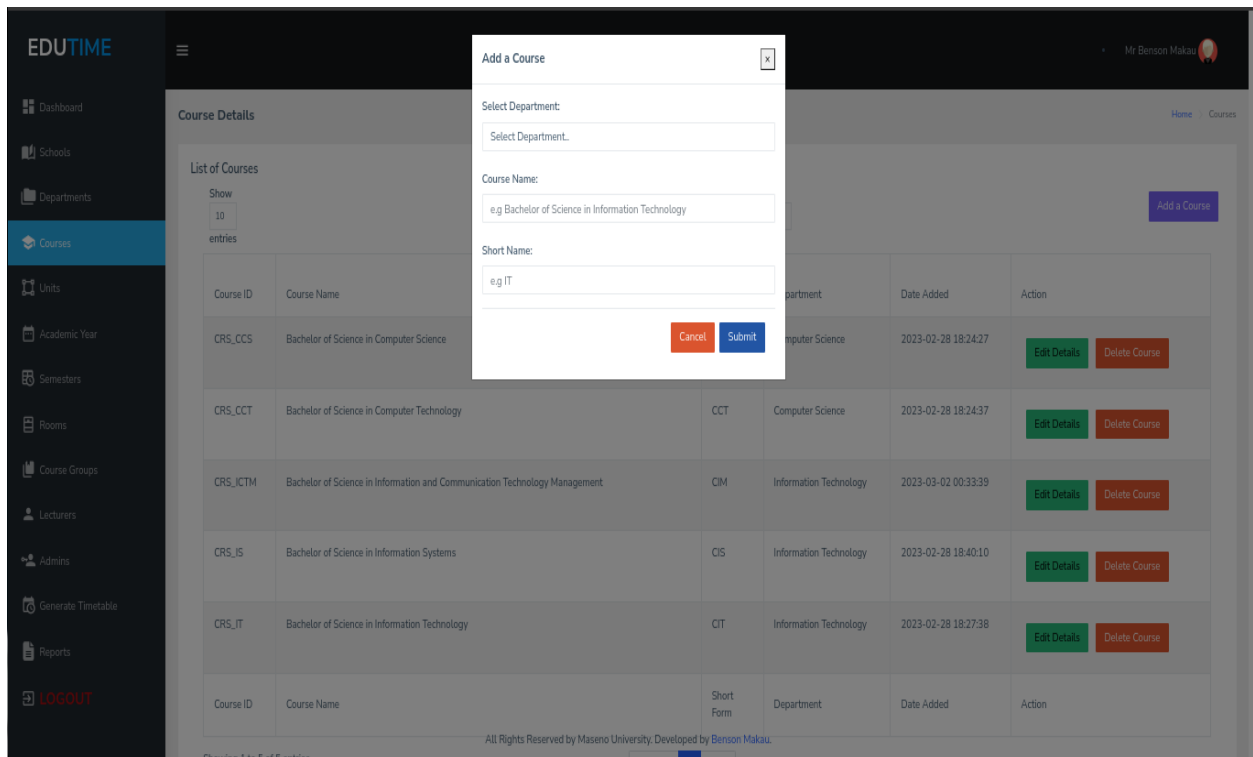 EDUTIME
Mr Benson Makau
Dashboard
Schools
Departments
Courses
Units
Academic Year
Semesters
Rooms
Course Groups
Lecturers
Admins
Generate Timetable
Reports
LOGOUT
Course Details
Home / Courses
List of Courses
Show
10
entries
Add a Course
Add a Course
x
Select Department:
Select Department..
Course Name:
e.g Bachelor of Science in Information Technology
Short Name:
e.g IT
Cancel Submit
Course ID Course Name partment Date Added Action
CRS_CCS Bachelor of Science in Computer Science mputer Science 2023-02-28 18:24:27 Edit Details Delete Course
CRS_CCT Bachelor of Science in Computer Technology CCT Computer Science 2023-02-28 18:24:37 Edit Details Delete Course
CRS_ICTM Bachelor of Science in Information and Communication Technology Management CIM Information Technology 2023-03-02 00:33:39 Edit Details Delete Course
CRS_IS Bachelor of Science in Information Systems CIS Information Technology 2023-02-28 18:40:10 Edit Details Delete Course
CRS_IT Bachelor of Science in Information Technology CIT Information Technology 2023-02-28 18:27:38 Edit Details Delete Course
Course ID Course Name Short Form Department Date Added Action
All Rights Reserved by Maseno University. Developed by Benson Makau.